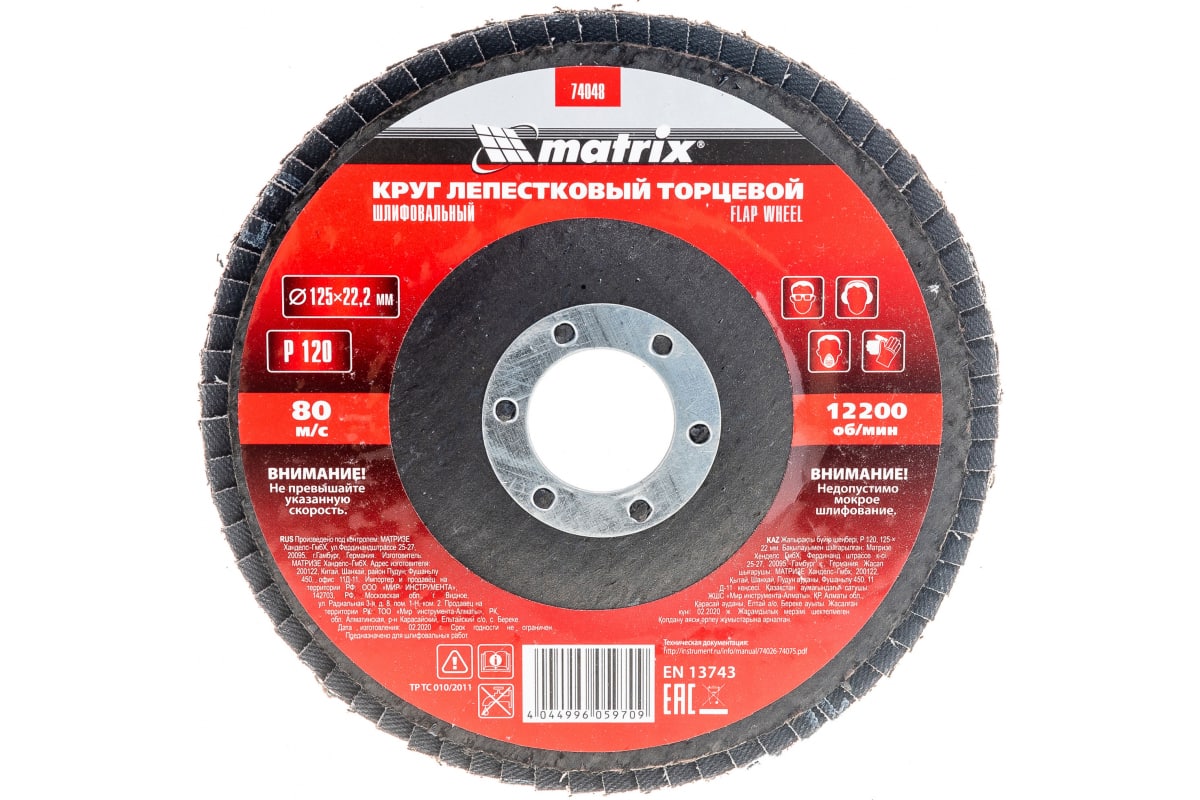 74048
matrix®
КРУГ ЛЕПЕСТКОВЫЙ ТОРЦЕВОЙ
ШЛИФОВАЛЬНЫЙ
FLAP WHEEL
Ø 125×22,2 мм
P 120
80
м/с
12200
об/мин
ВНИМАНИЕ!
Не превышайте
указанную
скорость.
ВНИМАНИЕ!
Недопустимо
мокрое
шлифование.
RUS Произведено под контролем: МАТРИЗЕ
Ханделс-ГмбХ, ул.Фердинандштрассе 25-27,
20095, г.Гамбург, Германия. Изготовитель:
МАТРИЗЕ Ханделс-ГмбХ. Адрес изготовителя:
200122, Китай, Шанхай, район Пудун, Фушаньлу
450, офис 11Д-11. Импортер и продавец на
территории РФ: ООО «МИР ИНСТРУМЕНТА»,
142703, РФ, Московская обл., г. Видное,
ул. Радиальная 3-я, д. 8, пом. 1-Н, ком. 2. Продавец на
территории РК: ТОО «Мир инструмента-Алматы», РК,
обл. Алматинская, р-н Карасайский, Ельтайский с/о, с. Береке
Дата изготовления: 02.2020 г. Срок годности не ограничен
Предназначено для шлифовальных работ
KAZ Жапырақты бүйір шеңбері, P 120, 125×
22 мм. Бақылауымен шығарылған: Матризе
Хенделс ГмбХ, Фердинанд штрассе к-сі
25-27, Гамбург қ., Германия. Жасап
шығарушы: МАТРИЗЕ Ханделс-ГмбХ, 200122,
Қытай, Шанхай, Пудун ауданы, Фушаньлу 450, 11
Д-11 кеңсесі. Қазақстан аумағындағы сатушы:
ЖШС «Мир инструмента-Алматы», ҚР, Алматы обл.,
Қарасай ауданы, Елтай а/о, Береке ауылы. Жасалған
күні: 02.2020 ж. Жарамдылық мерзімі шектелмеген
Қолдану аясы: әрлеу жұмыстарына арналған.
Техническая документация:
http://instrument.ru/info/manual/74026-74075.pdf
ТР ТС 010/2011
4 044996 059709
EN 13743
EAC